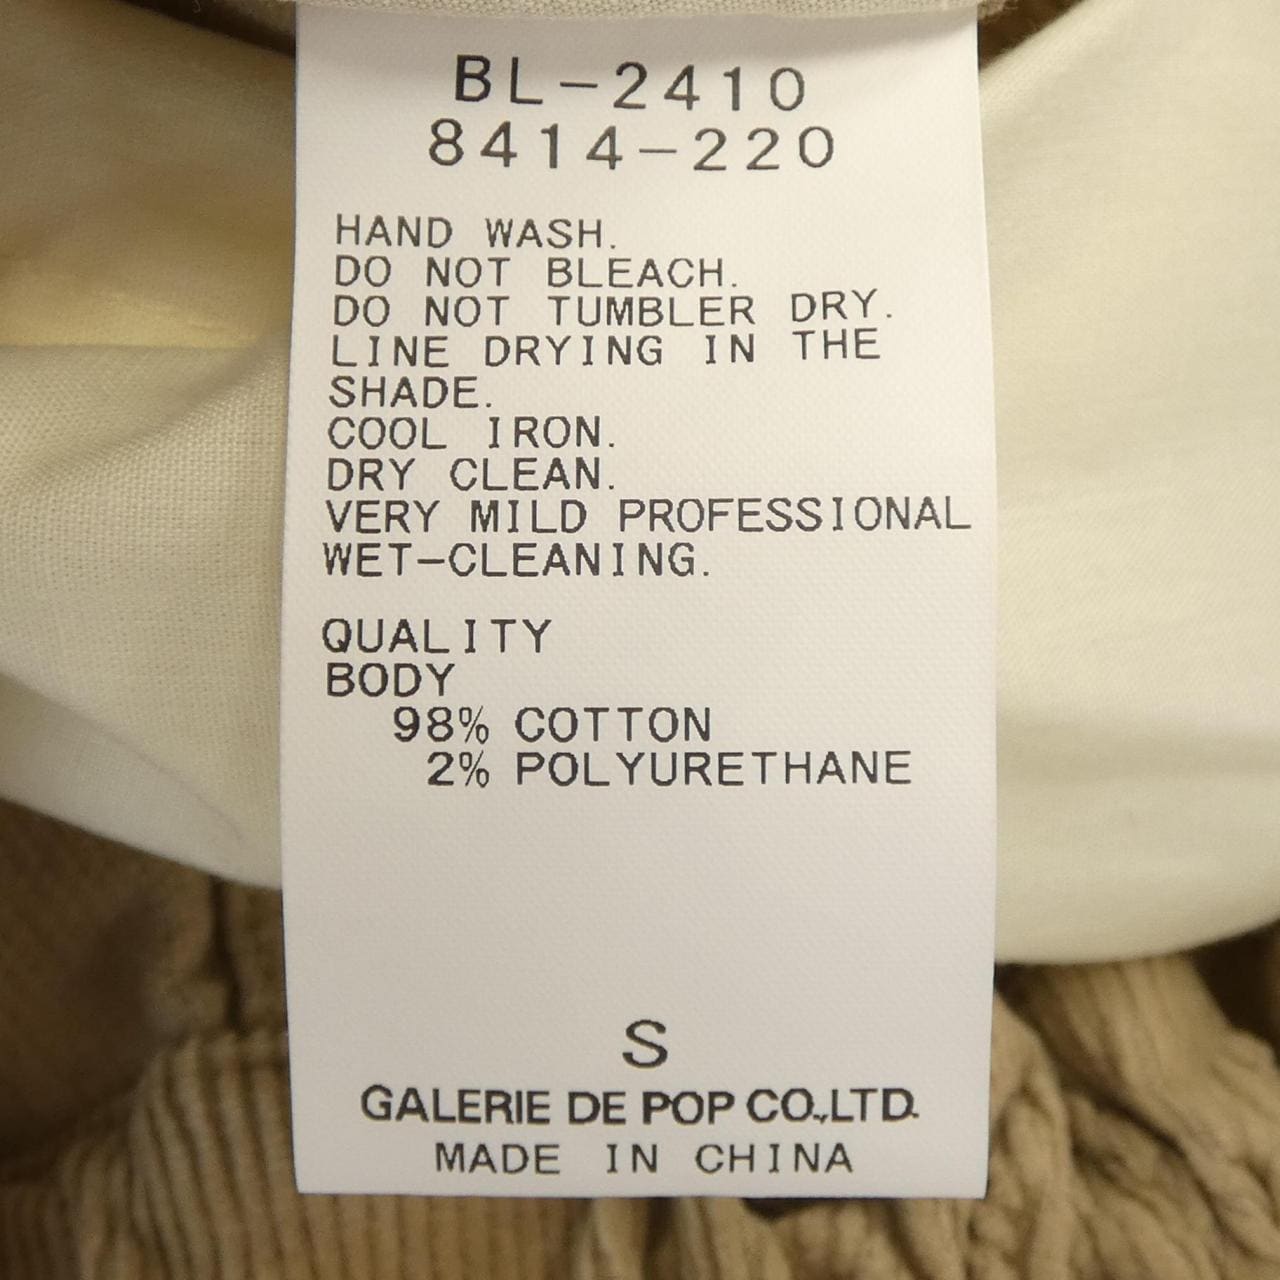 BL-2410
8414-220
HAND WASH.
DO NOT BLEACH.
DO NOT TUMBLER DRY.
LINE DRYING IN THE
SHADE.
COOL IRON.
DRY CLEAN.
VERY MILD PROFESSIONAL
WET-CLEANING.
QUALITY
BODY
98% COTTON
2% POLYURETHANE
S
GALERIE DE POP CO.,LTD.
MADE IN CHINA